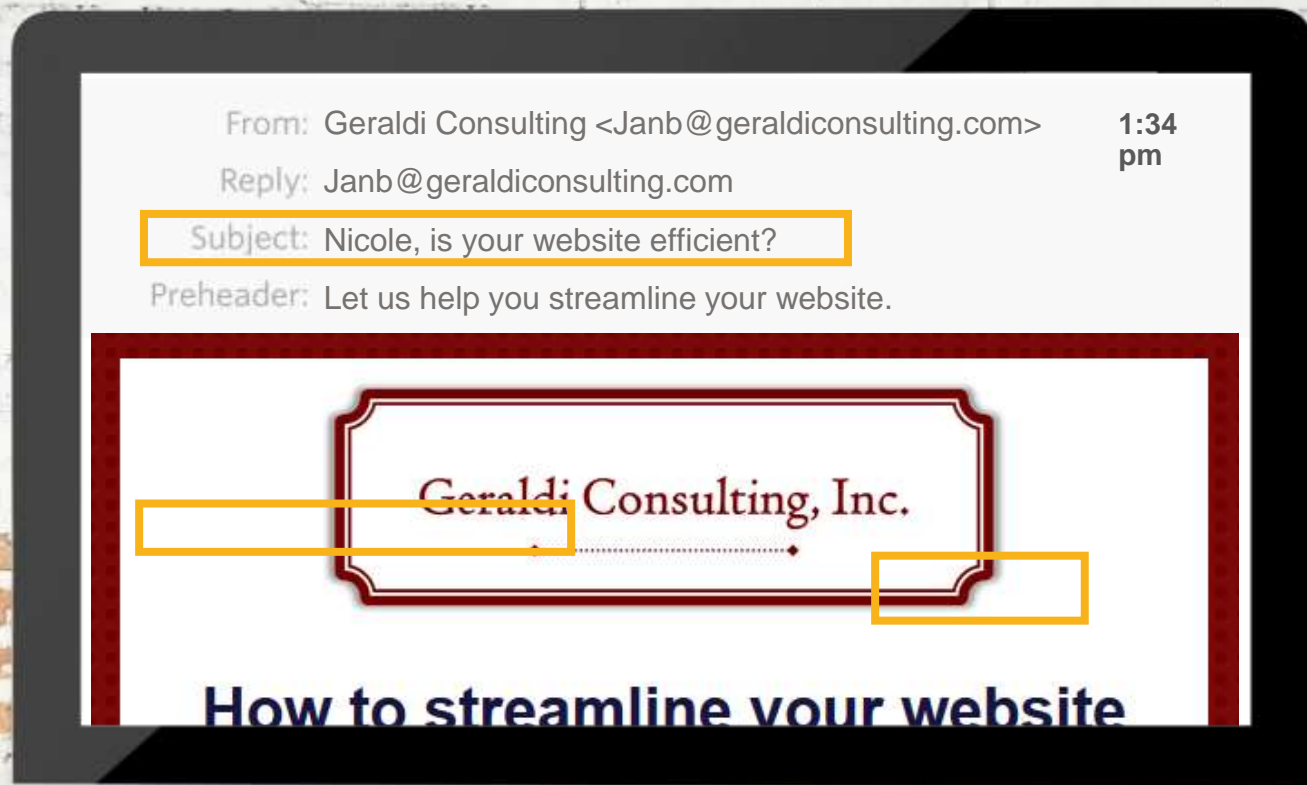 From: Geraldi Consulting <Janb@geraldiconsulting.com>
1:34
pm
Reply: Janb@geraldiconsulting.com
Subject: Nicole, is your website efficient?
Preheader: Let us help you streamline your website.
Geraldi Consulting, Inc.
How to streamline your website